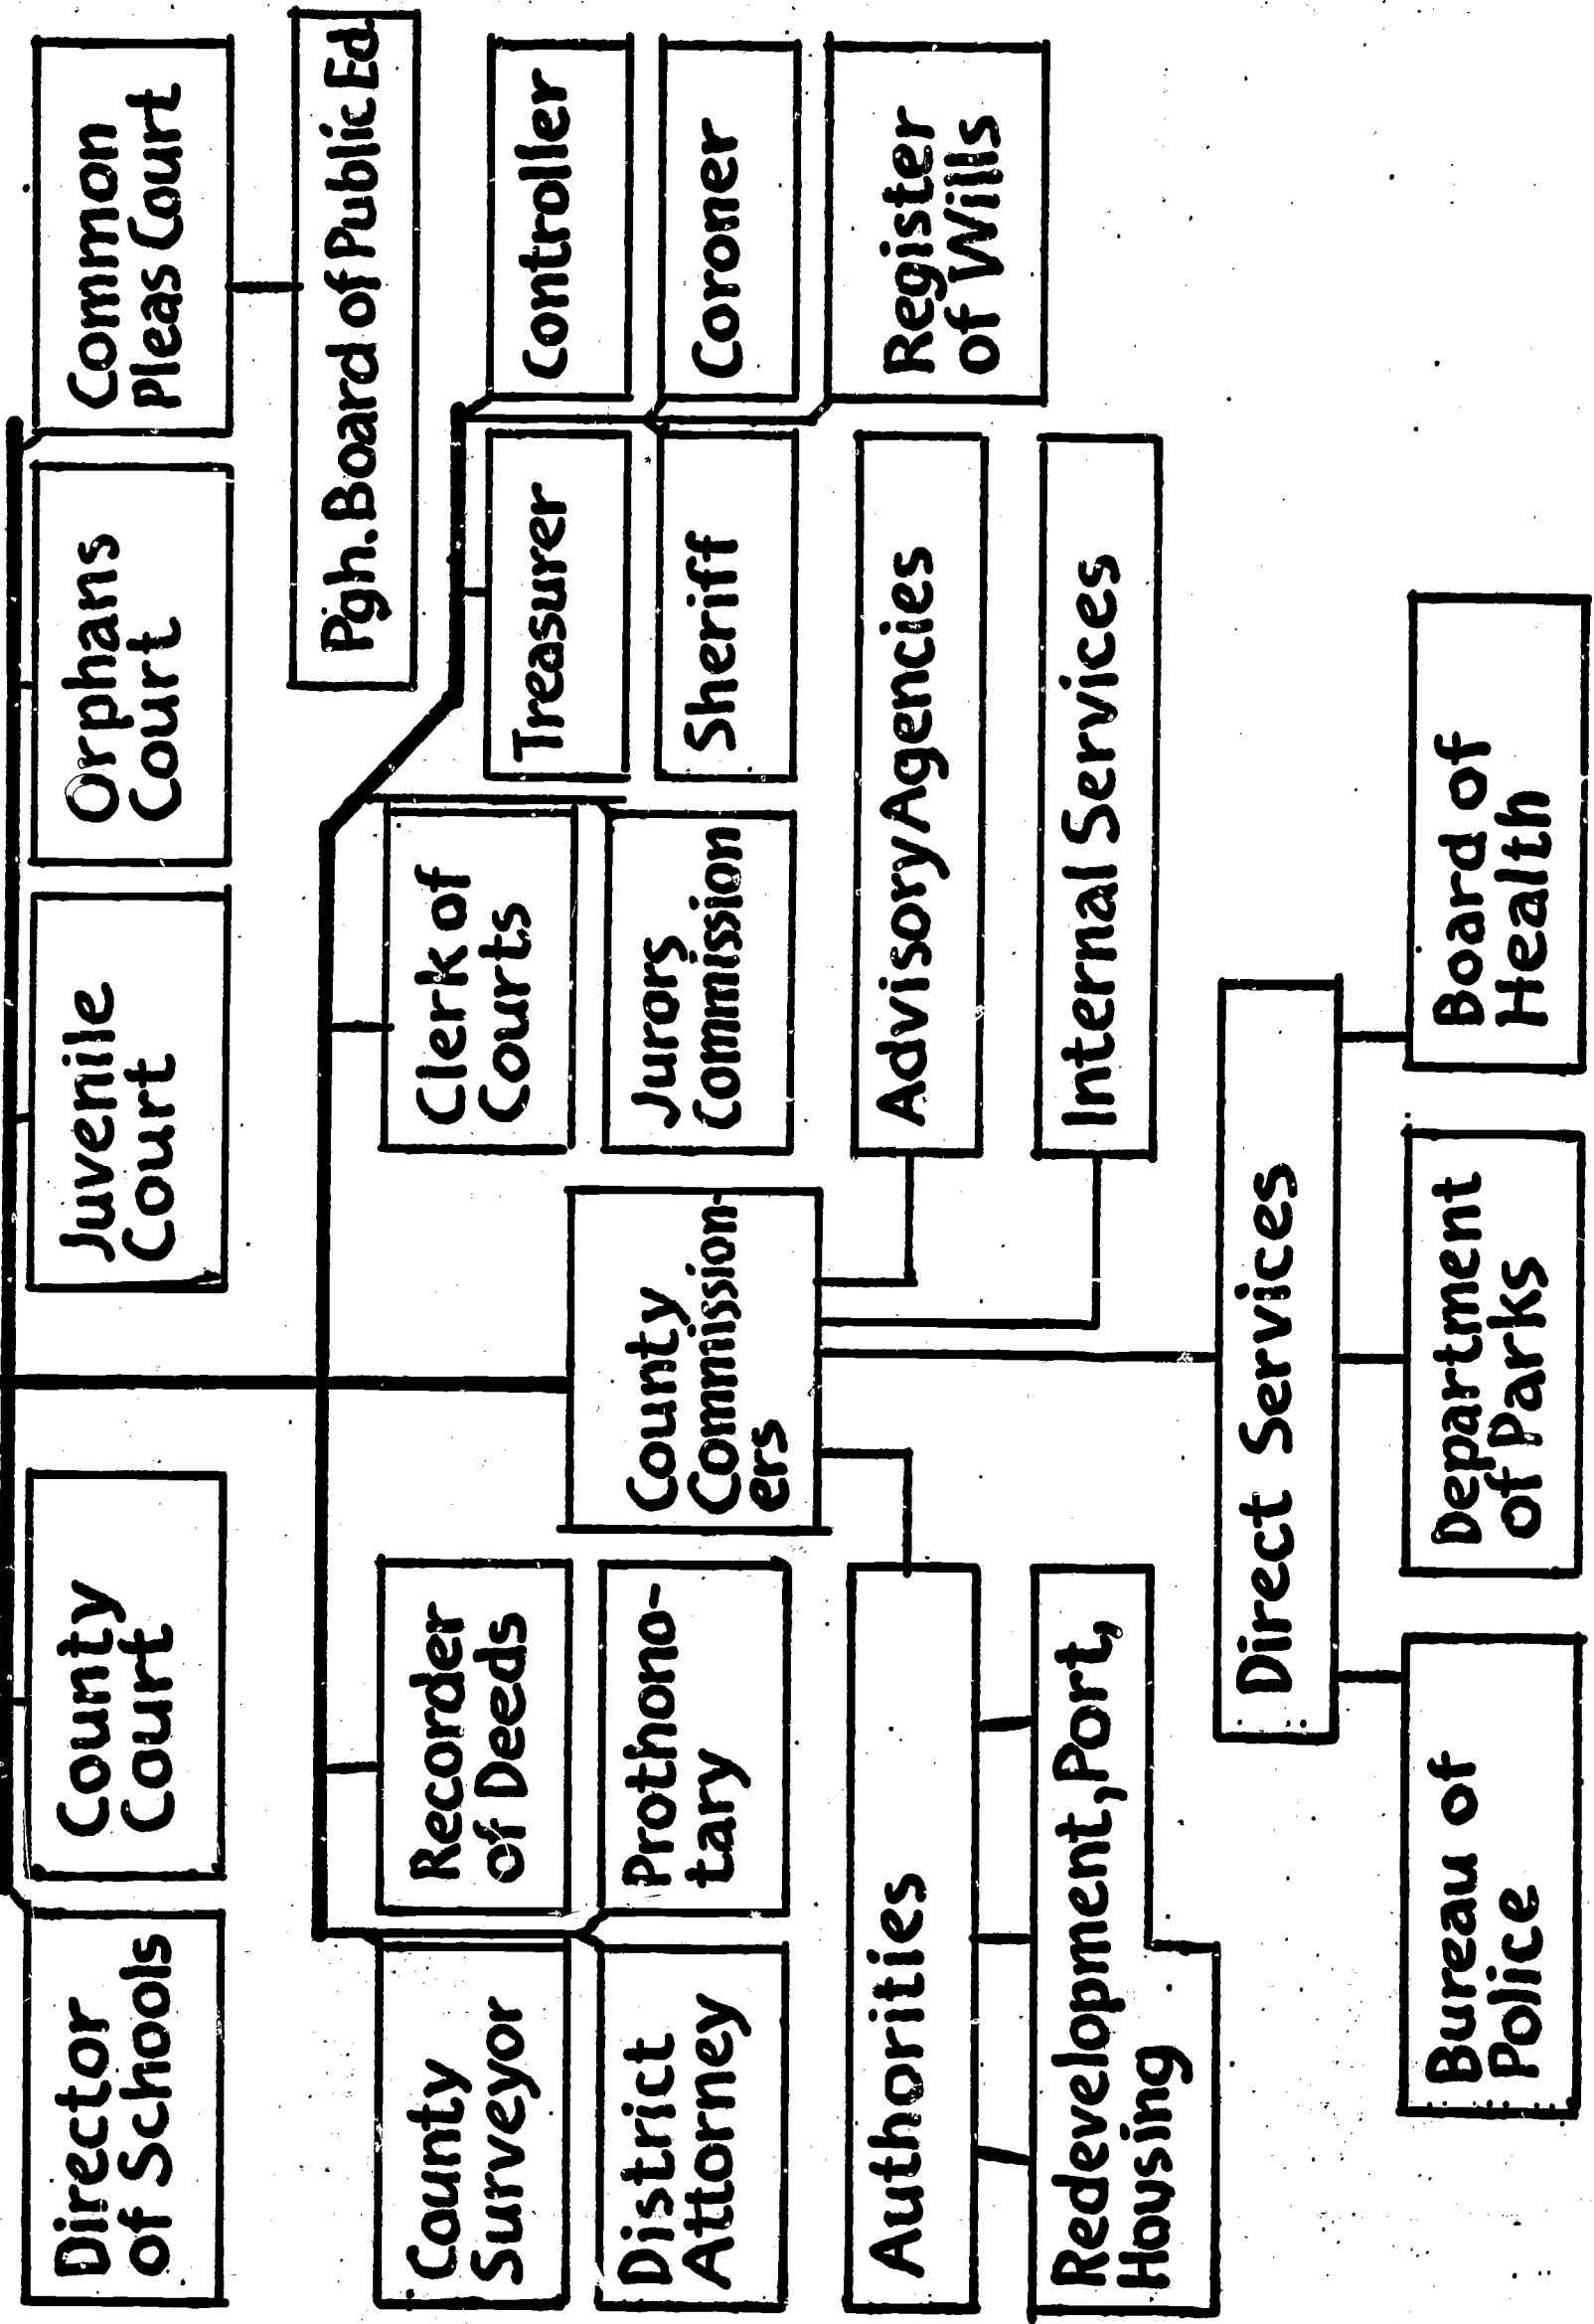 Director
of Schools
County
Court
Juvenile
Court
Orphans
Court
Common
Pleas Court
Pgh. Board of Public Ed.
County
Surveyor
Recorder
of Deeds
Clerk of
Courts
Treasurer
Controller
District
Attorney
Prothono-
tary
County
Commission-
ers
Jurors
Commission
Sheriff
Coroner
Register
of Wills
Authorities
Advisory Agencies
Redevelopment, Port,
Housing
Internal Services
Direct Services
Bureau of
Police
Department
of Parks
Board of
Health